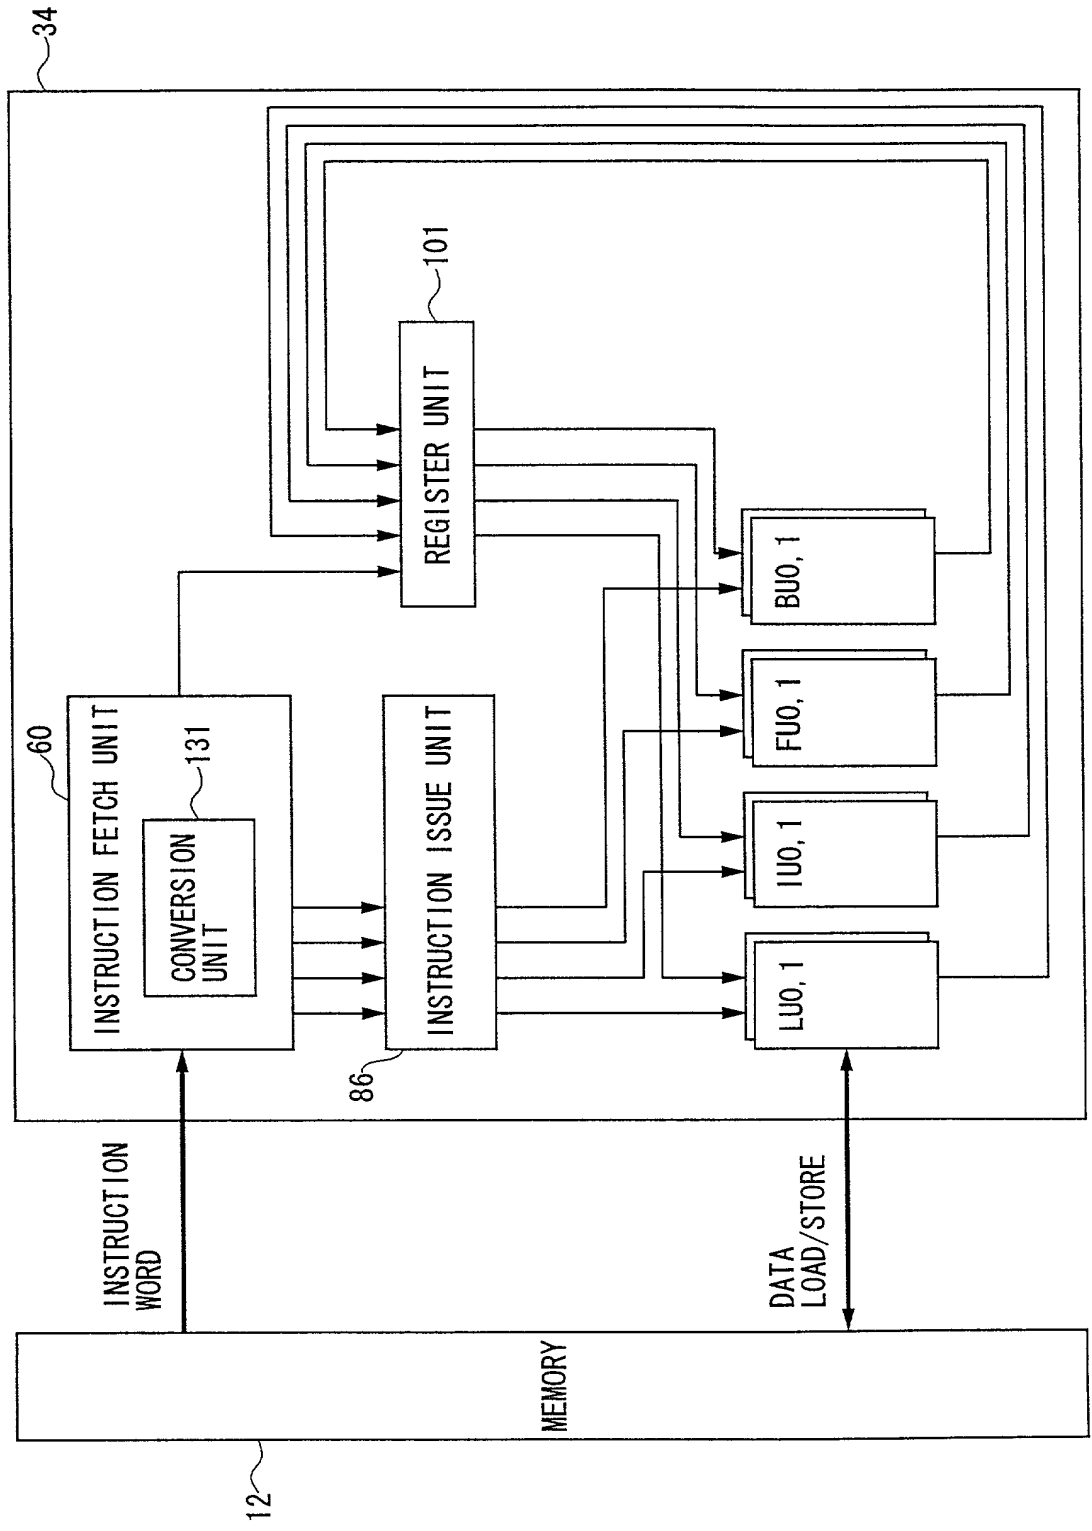 34
60
INSTRUCTION FETCH UNIT
131
CONVERSION
UNIT
101
REGISTER UNIT
INSTRUCTION ISSUE UNIT
86
LU0, 1
IU0, 1
FU0, 1
BU0, 1
INSTRUCTION
WORD
DATA
LOAD/STORE
MEMORY
12